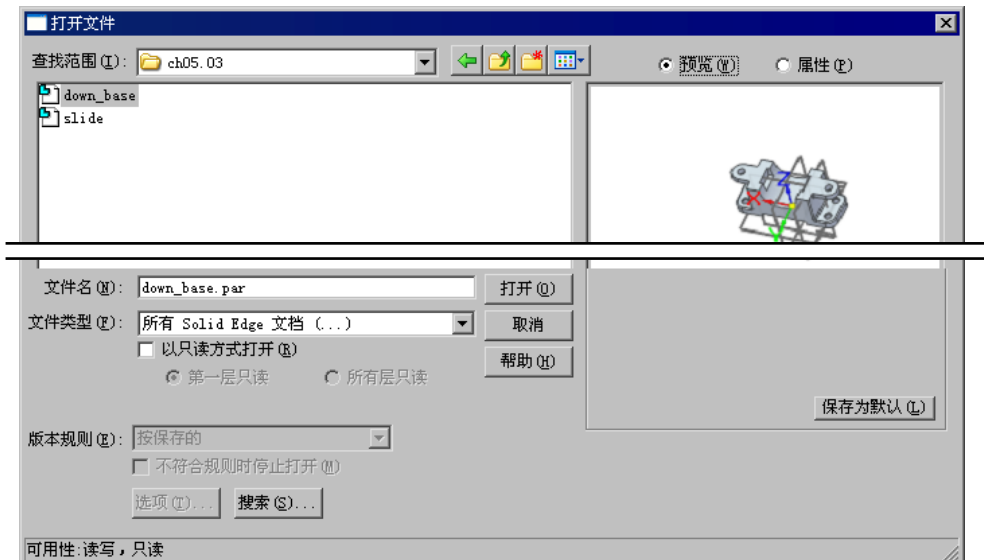 打开文件
查找范围(I): ch05.03
预览(W) 属性(P)
down_base
slide
Z
X
Y
文件名(N): down_base.par 打开(O)
文件类型(F): 所有 Solid Edge 文档 (...) 取消
以只读方式打开(R) 帮助(H)
第一层只读 所有层只读
保存为默认(L)
版本规则(E): 按保存的
不符合规则时停止打开(M)
选项(T)... 搜索(S)...
可用性:读写，只读